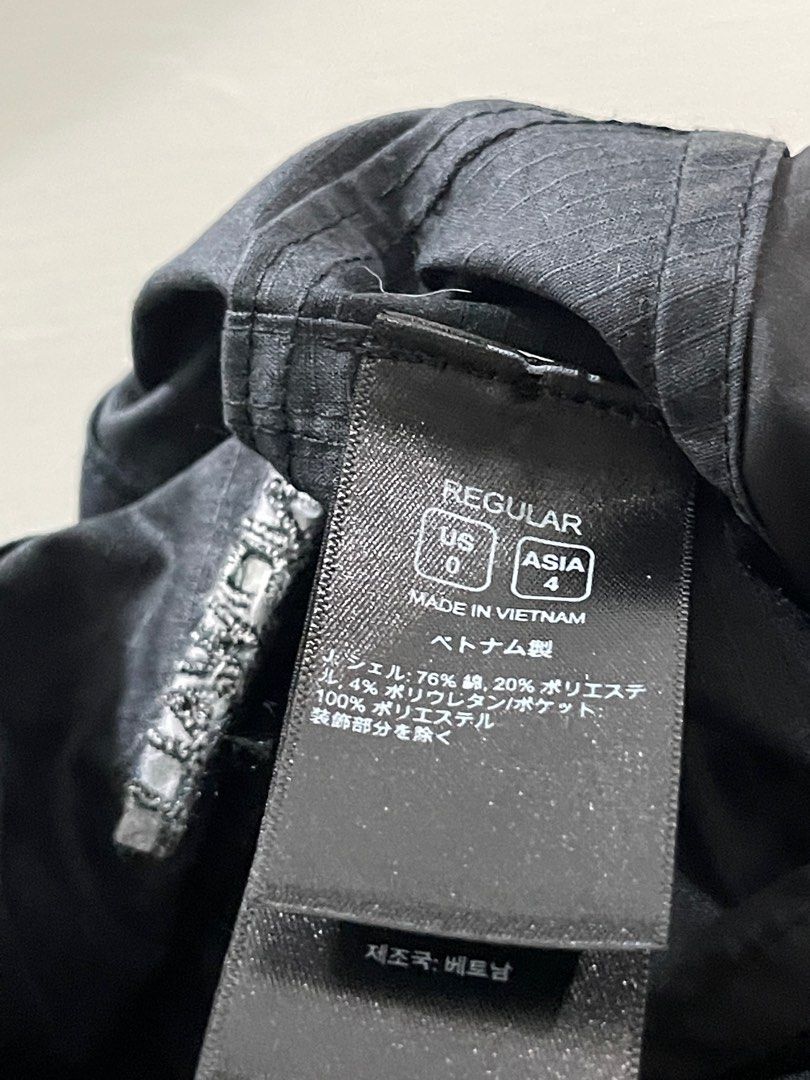 REGULAR
US
0
ASIA
4
MADE IN VIETNAM
ベトナム製
J. シェル: 76% 綿, 20% ポリエステ
ル, 4% ポリウレタン/ポケット:
100% ポリエステル
装飾部分を除く
제조국: 베트남